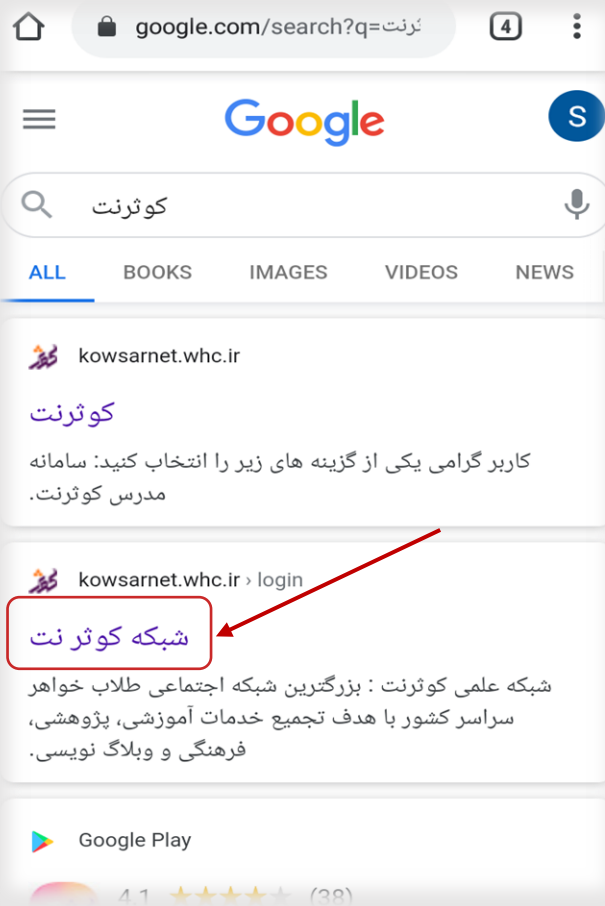 google.com/search?q=ثرنت
4
Google
S
کوثرنت
ALL BOOKS IMAGES VIDEOS NEWS
kowsarnet.whc.ir
کوثرنت
کاربر گرامی یکی از گزینه های زیر را انتخاب کنید: سامانه
مدرس کوثرنت.
kowsarnet.whc.ir › login
شبکه کوثر نت
شبکه علمی کوثرنت : بزرگترین شبکه اجتماعی طلاب خواهر
سراسر کشور با هدف تجمیع خدمات آموزشی، پژوهشی،
فرهنگی و وبلاگ نویسی.
Google Play
4.1 (38)